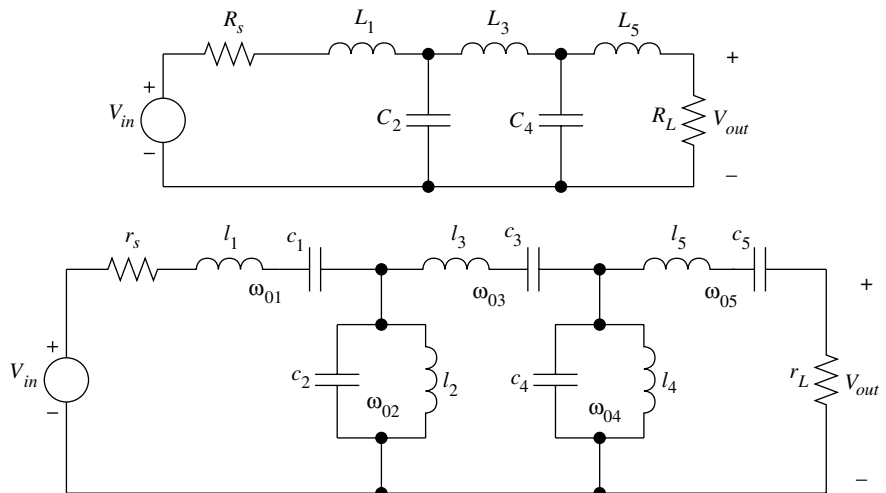 R_s L_1 L_3 L_5
+ +
V_in C_2 C_4 R_L V_out
− −
r_s l_1 c_1 l_3 c_3 l_5 c_5
ω_01 ω_03 ω_05 +
+
V_in c_2 l_2 c_4 l_4 r_L V_out
− ω_02 ω_04
−